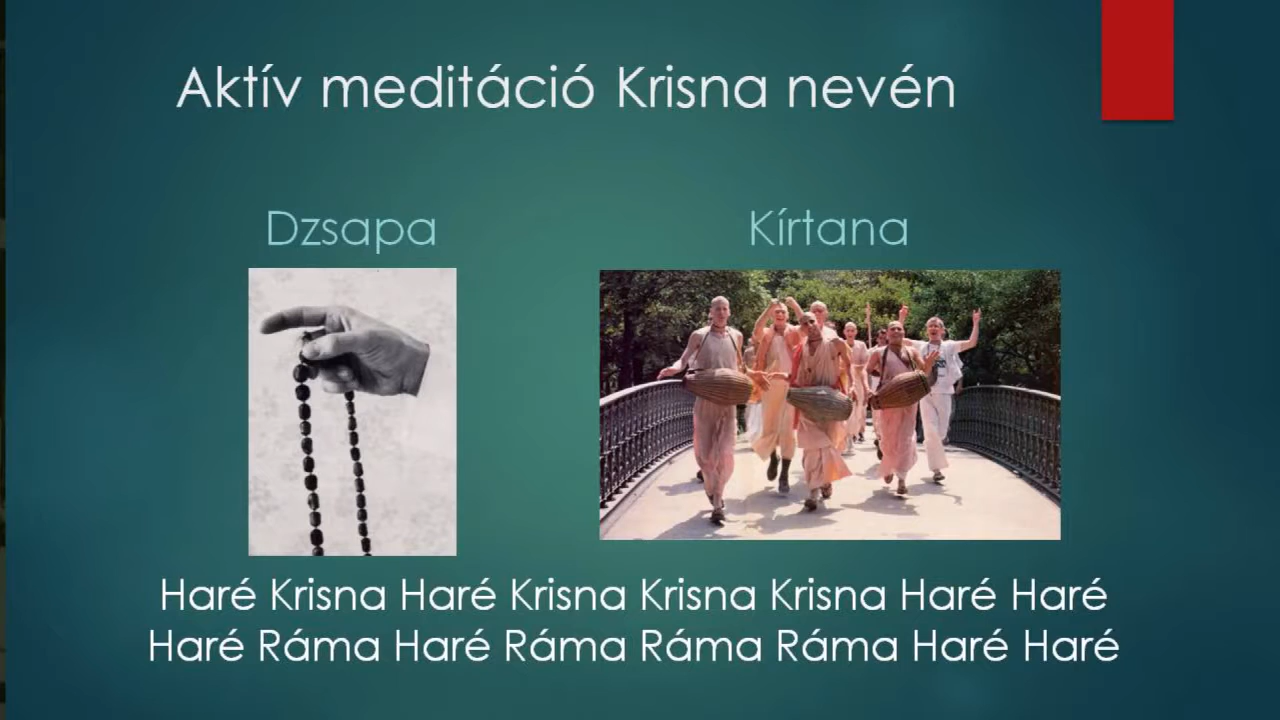 Aktív meditáció Krisna nevén
Dzsapa
Kírtana
Haré Krisna Haré Krisna Krisna Krisna Haré Haré
Haré Ráma Haré Ráma Ráma Ráma Haré Haré